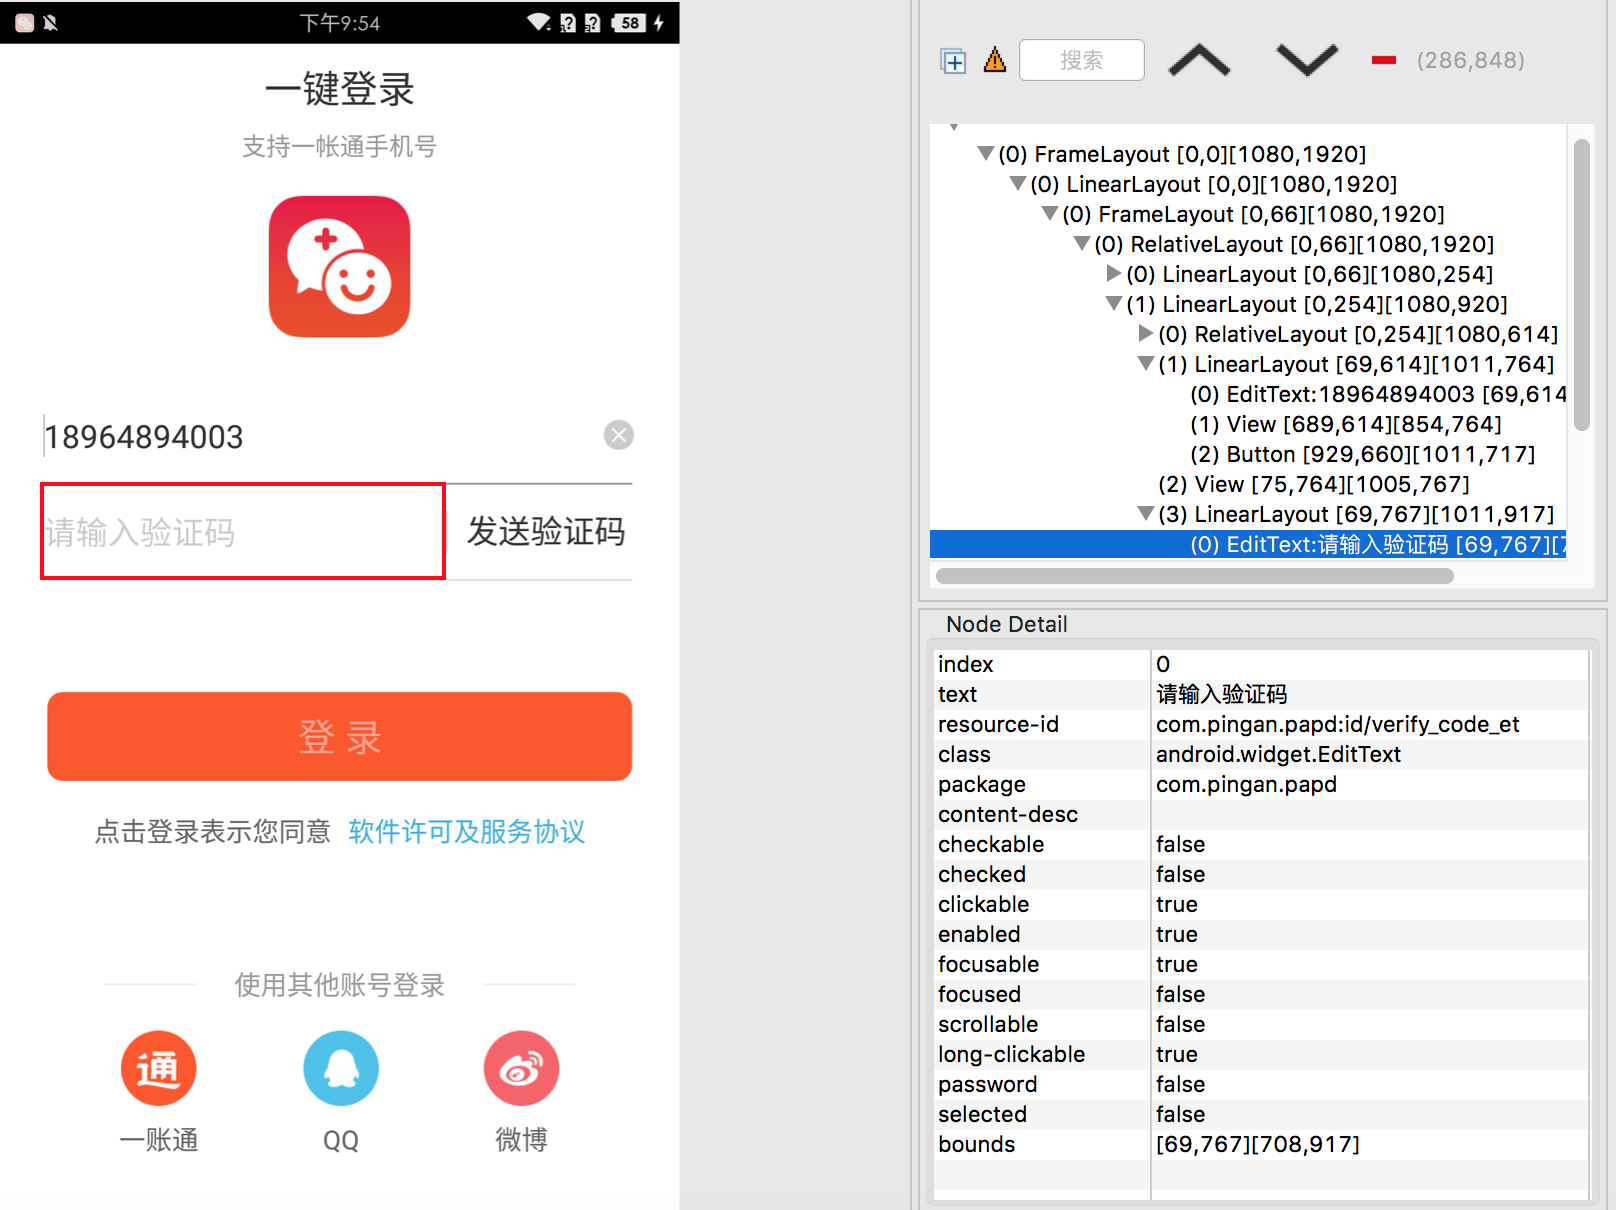 下午9:54
58
一键登录
支持一帐通手机号
18964894003
请输入验证码
发送验证码
登 录
点击登录表示您同意 软件许可及服务协议
使用其他账号登录
通
一账通
QQ
微博
搜索
(286,848)
(0) FrameLayout [0,0][1080,1920]
(0) LinearLayout [0,0][1080,1920]
(0) FrameLayout [0,66][1080,1920]
(0) RelativeLayout [0,66][1080,1920]
(0) LinearLayout [0,66][1080,254]
(1) LinearLayout [0,254][1080,920]
(0) RelativeLayout [0,254][1080,614]
(1) LinearLayout [69,614][1011,764]
(0) EditText:18964894003 [69,614
(1) View [689,614][854,764]
(2) Button [929,660][1011,717]
(2) View [75,764][1005,767]
(3) LinearLayout [69,767][1011,917]
(0) EditText:请输入验证码 [69,767][7
Node Detail
index 0
text 请输入验证码
resource-id com.pingan.papd:id/verify_code_et
class android.widget.EditText
package com.pingan.papd
content-desc
checkable false
checked false
clickable true
enabled true
focusable true
focused false
scrollable false
long-clickable true
password false
selected false
bounds [69,767][708,917]